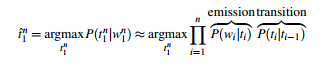 emission transition
t̂₁ⁿ = argmax P(t₁ⁿ|w₁ⁿ) ≈ argmax ∏ P(wᵢ|tᵢ) P(tᵢ|tᵢ₋₁)
t₁ⁿ t₁ⁿ i=1 n